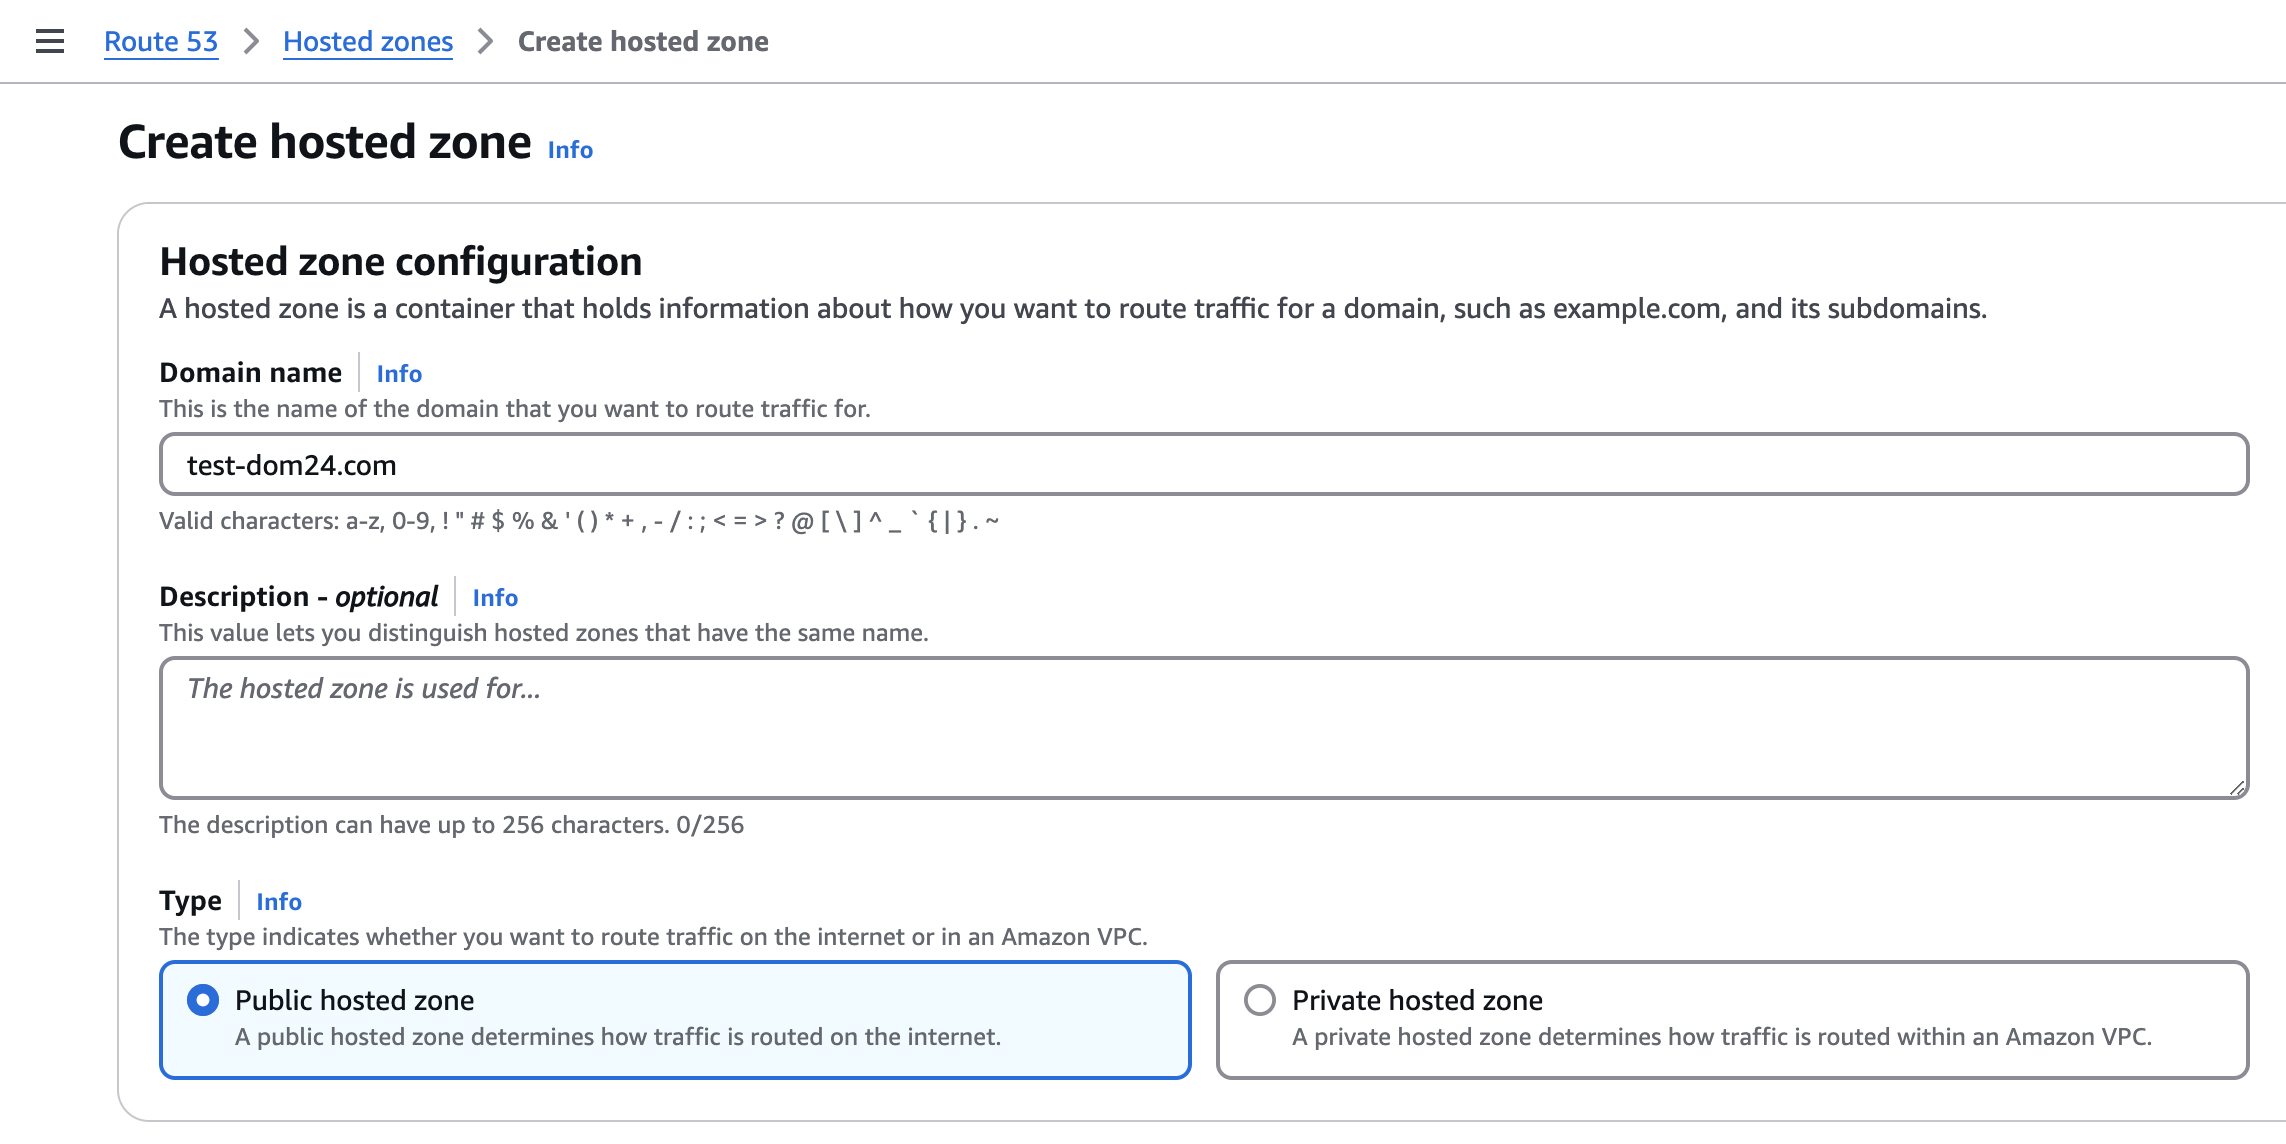 Route 53 > Hosted zones > Create hosted zone
Create hosted zone Info
Hosted zone configuration
A hosted zone is a container that holds information about how you want to route traffic for a domain, such as example.com, and its subdomains.
Domain name | Info
This is the name of the domain that you want to route traffic for.
test-dom24.com
Valid characters: a-z, 0-9, ! " # $ % & ' ( ) * + , - / : ; < = > ? @ [ \ ] ^ _ ` { | } . ~
Description - optional | Info
This value lets you distinguish hosted zones that have the same name.
The hosted zone is used for...
The description can have up to 256 characters. 0/256
Type | Info
The type indicates whether you want to route traffic on the internet or in an Amazon VPC.
Public hosted zone
A public hosted zone determines how traffic is routed on the internet.
Private hosted zone
A private hosted zone determines how traffic is routed within an Amazon VPC.